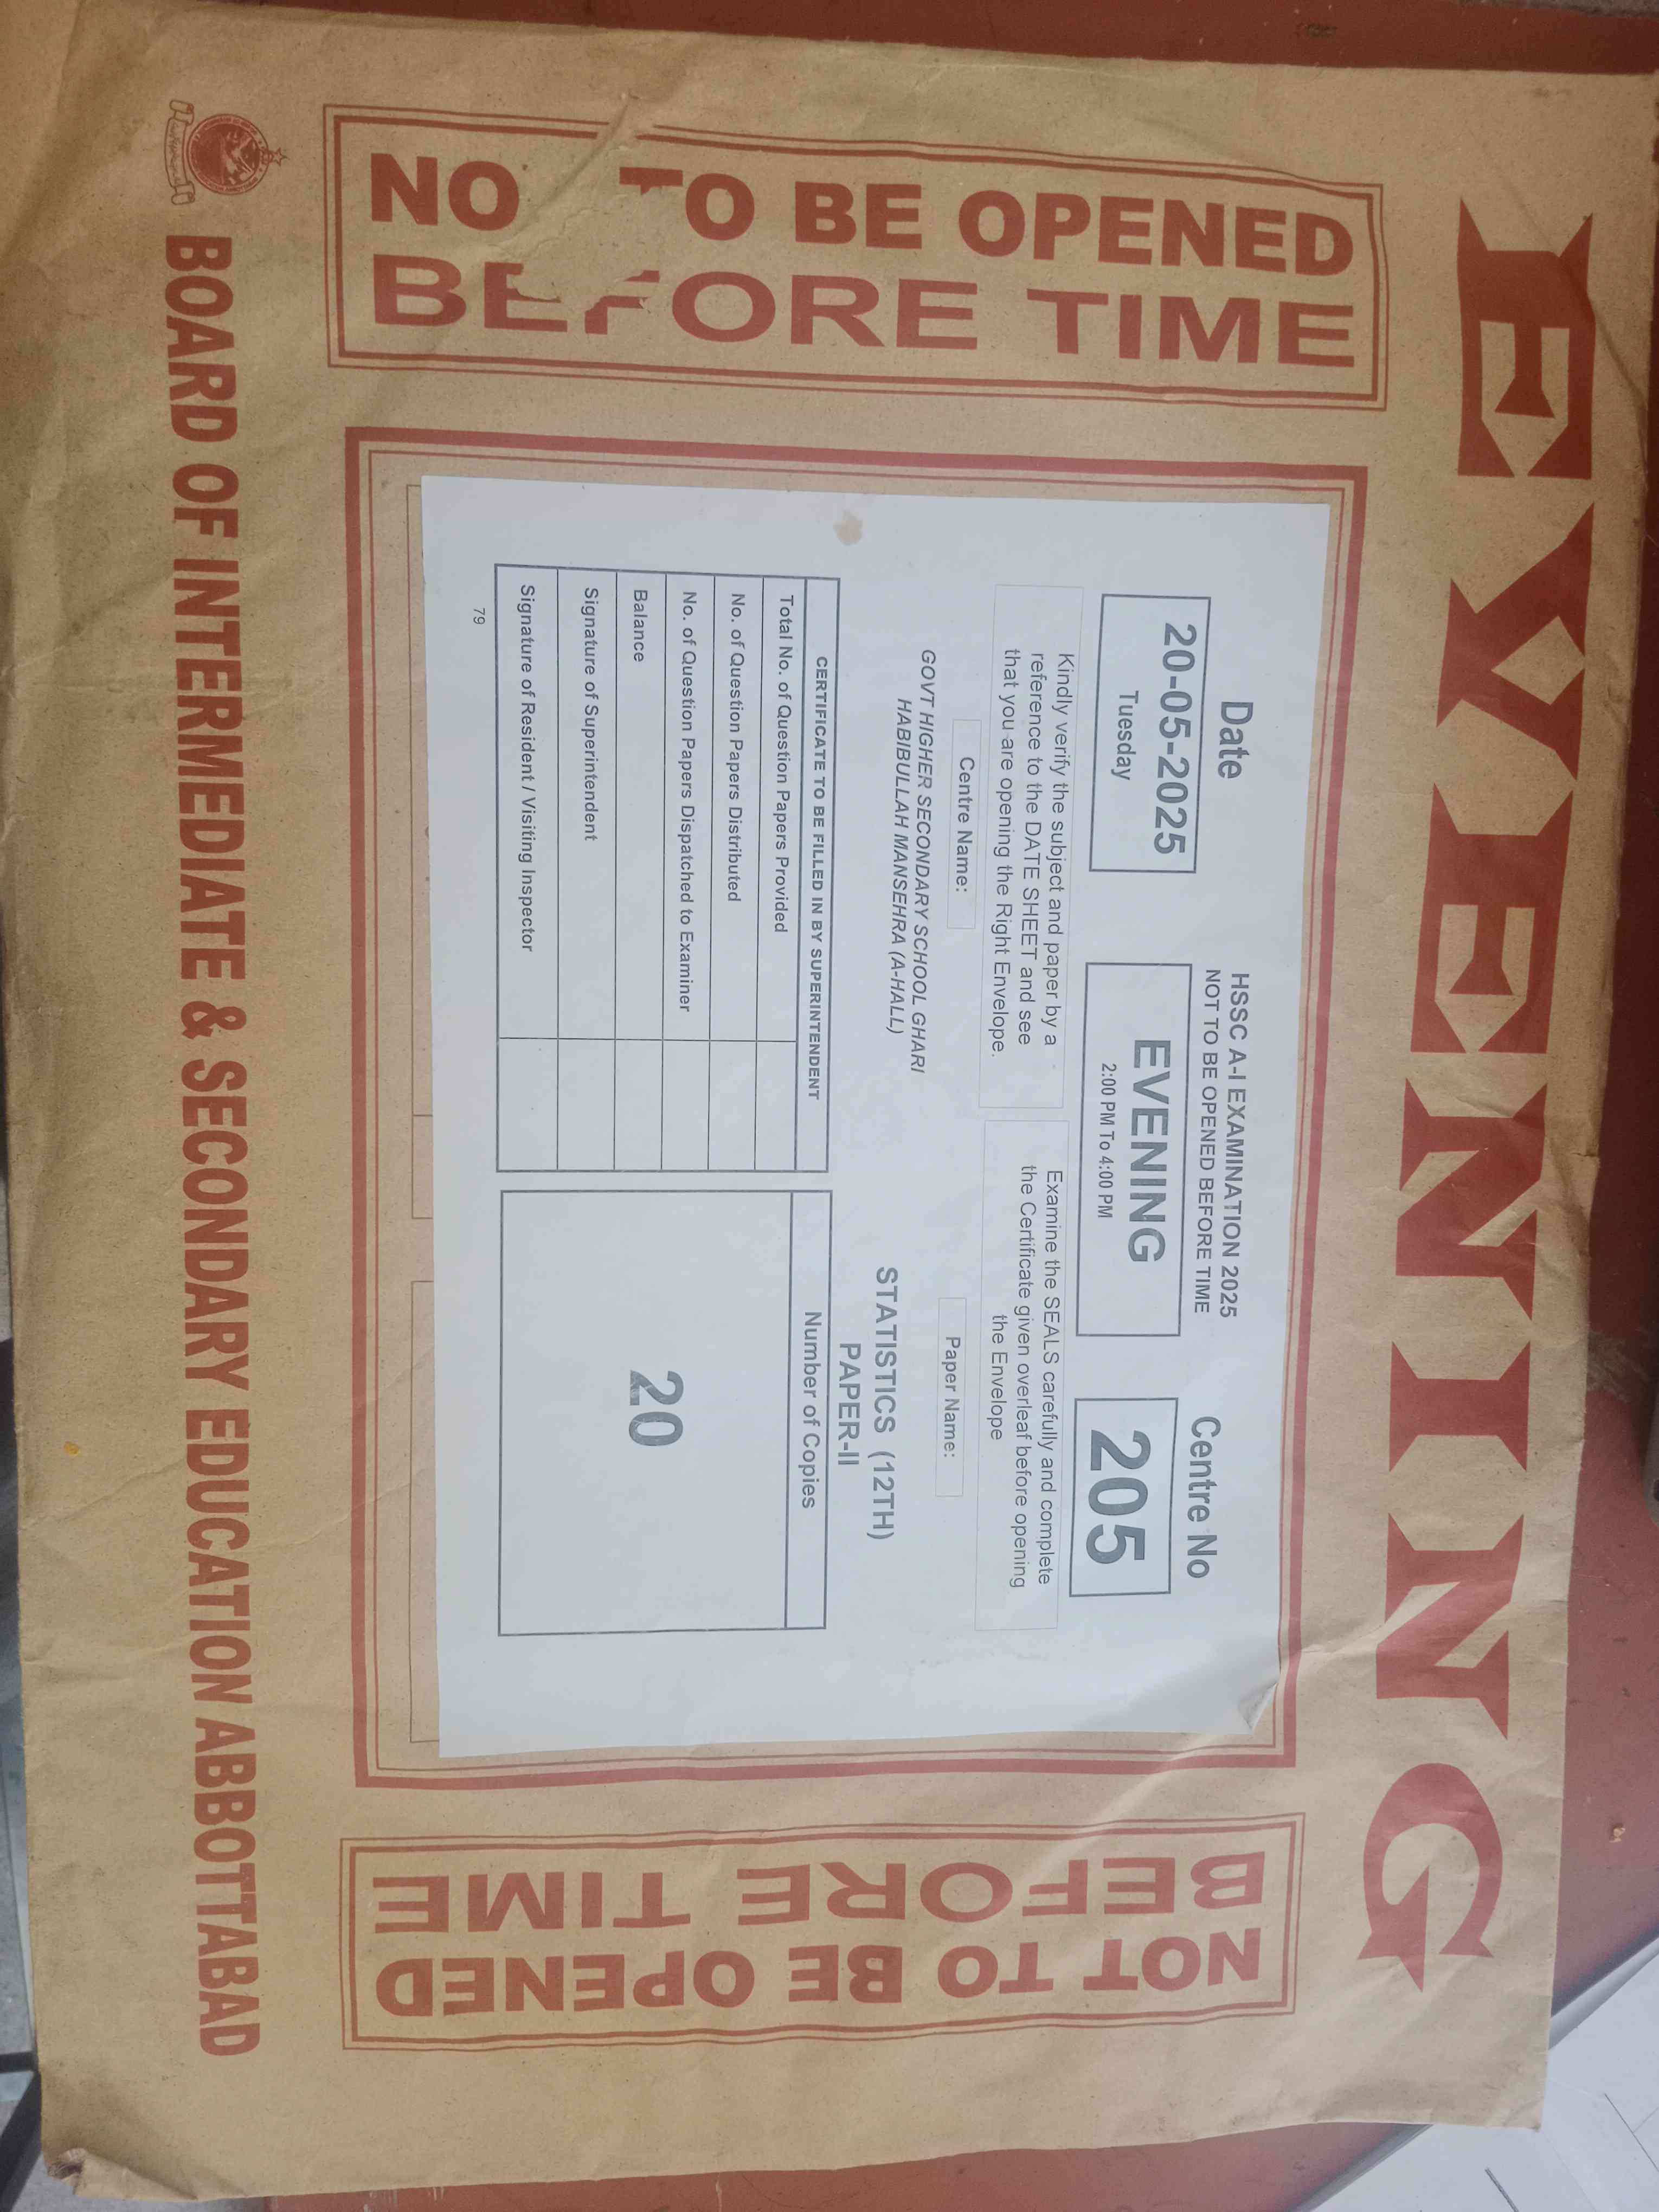 EVENING
NO TO BE OPENED
BEFORE TIME
Date
20-05-2025
Tuesday
HSSC A-I EXAMINATION 2025
NOT TO BE OPENED BEFORE TIME
EVENING
2:00 PM To 4:00 PM
Centre No
205
Kindly verify the subject and paper by a
reference to the DATE SHEET and see
that you are opening the Right Envelope.
Examine the SEALS carefully and complete
the Certificate given overleaf before opening
the Envelope
Centre Name:
GOVT HIGHER SECONDARY SCHOOL GHARI
HABIBULLAH MANSEHRA (A-HALL)
Paper Name:
STATISTICS (12TH)
PAPER-II
CERTIFICATE TO BE FILLED IN BY SUPERINTENDENT
Total No. of Question Papers Provided
No. of Question Papers Distributed
No. of Question Papers Dispatched to Examiner
Balance
Signature of Superintendent
Signature of Resident / Visiting Inspector
79
Number of Copies
20
NOT TO BE OPENED
BEFORE TIME
BOARD OF INTERMEDIATE & SECONDARY EDUCATION ABBOTTABAD